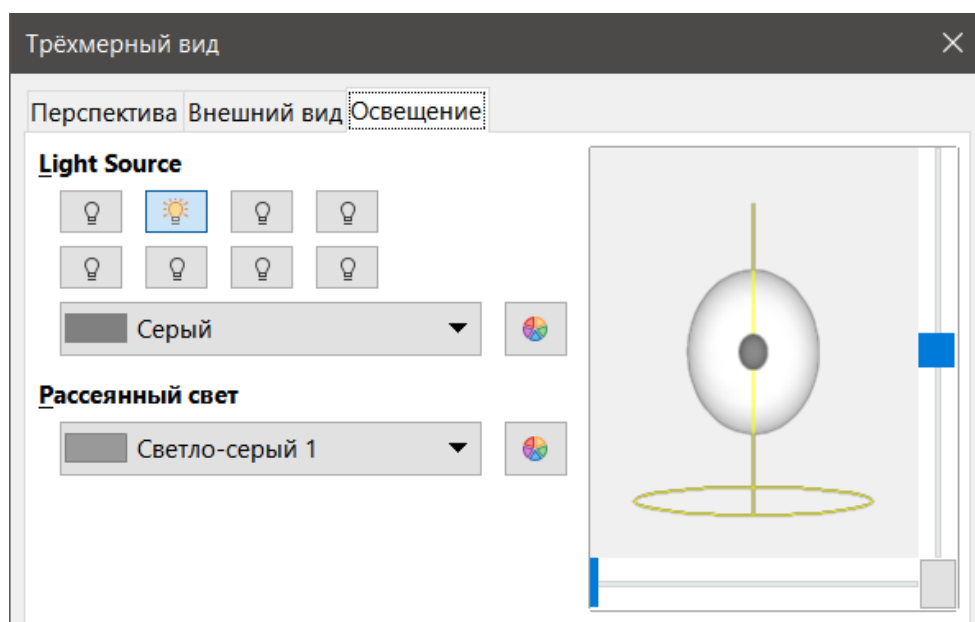 Трёхмерный вид
Перспектива Внешний вид Освещение
Light Source
Серый
Рассеянный свет
Светло-серый 1